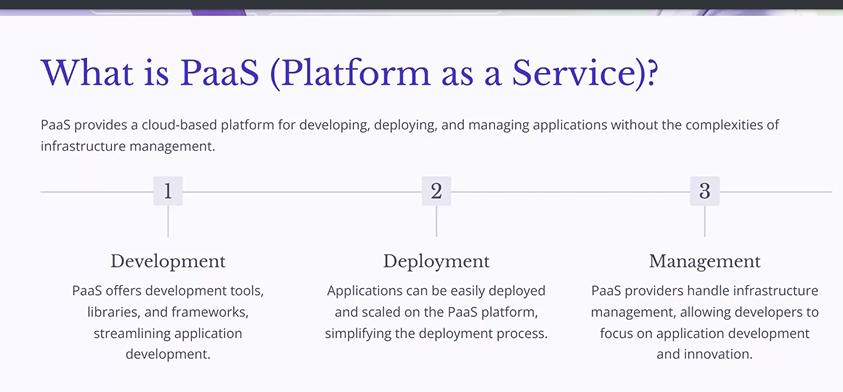 What is PaaS (Platform as a Service)?
PaaS provides a cloud-based platform for developing, deploying, and managing applications without the complexities of
infrastructure management.
1
Development
PaaS offers development tools,
libraries, and frameworks,
streamlining application
development.
2
Deployment
Applications can be easily deployed
and scaled on the PaaS platform,
simplifying the deployment process.
3
Management
PaaS providers handle infrastructure
management, allowing developers to
focus on application development
and innovation.